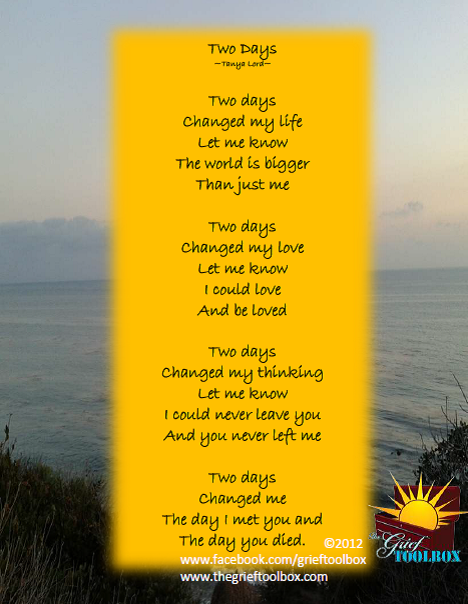 Two Days
~Tanya Lord~
Two days
Changed my life
Let me know
The world is bigger
Than just me
Two days
Changed my love
Let me know
I could love
And be loved
Two days
Changed my thinking
Let me know
I could never leave you
And you never left me
Two days
Changed me
The day I met you and
The day you died.
©2012
www.facebook.com/grieftoolbox
www.thegrieftoolbox.com
the Grief
TOOLBOX